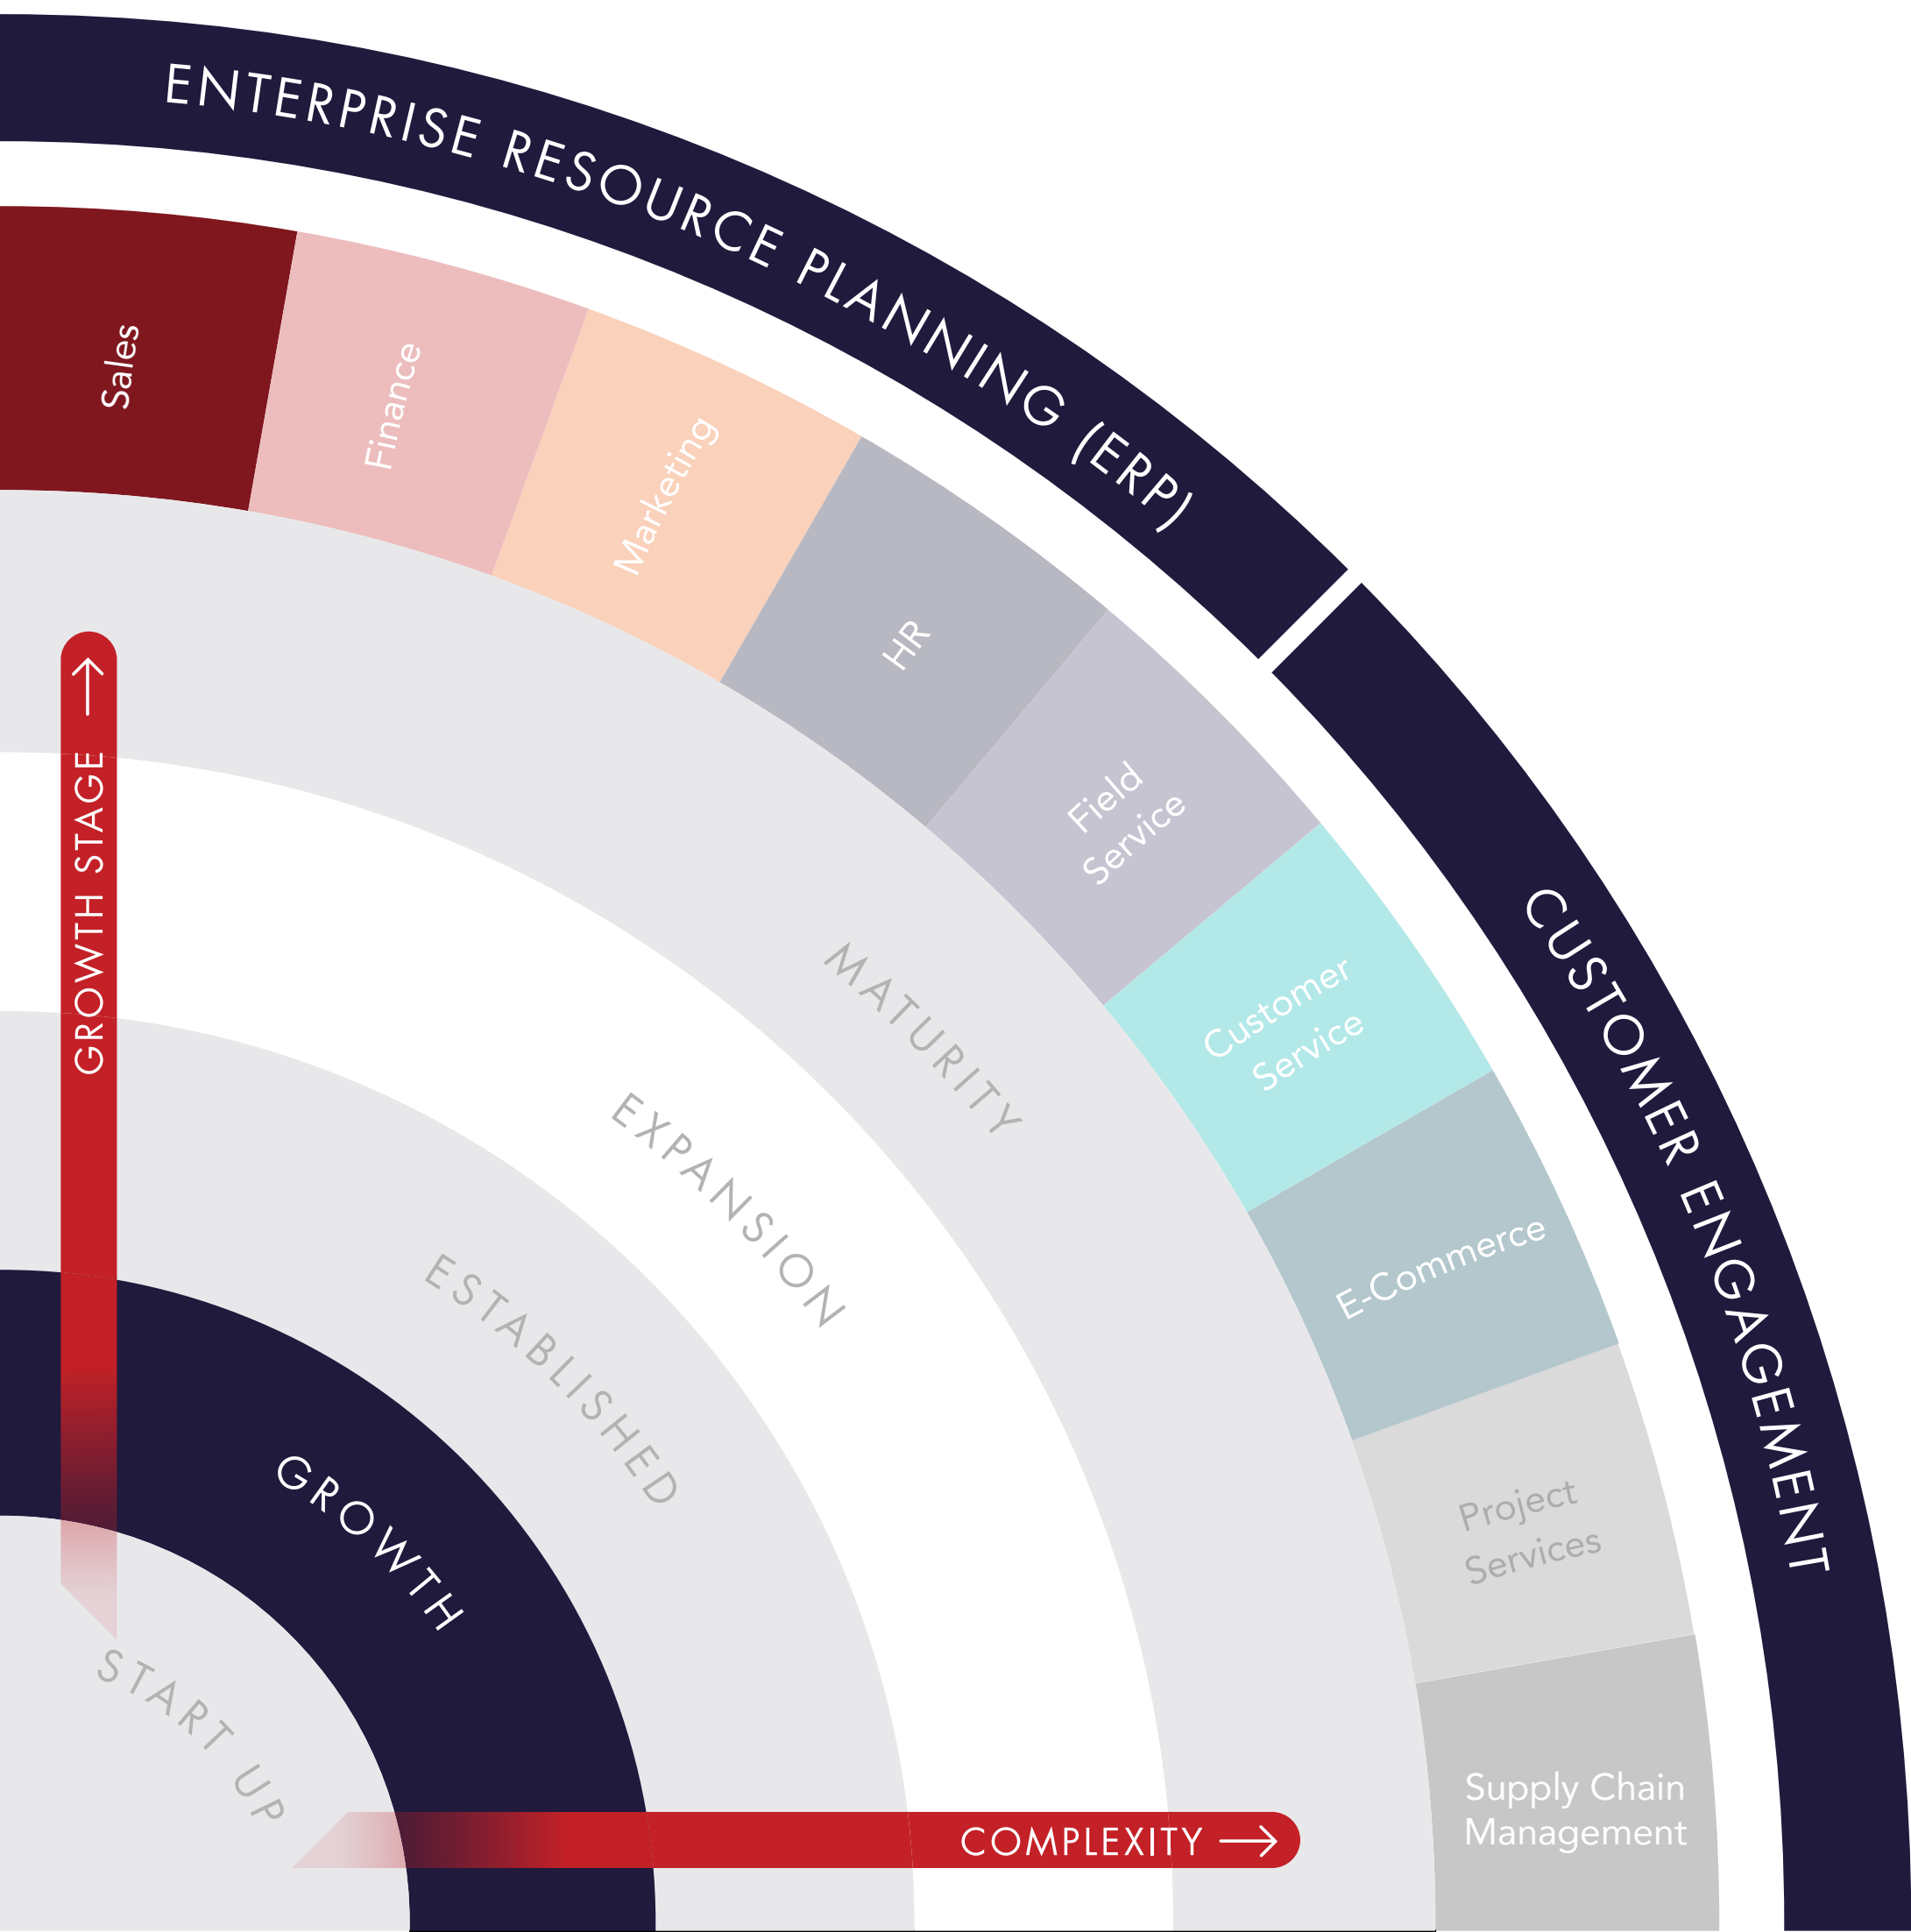 ENTERPRISE RESOURCE PLANNING (ERP)
CUSTOMER ENGAGEMENT
Sales
Finance
Marketing
HR
Field
Service
Customer
Service
E-Commerce
Project
Services
Supply Chain
Management
GROWTH STAGE
MATURITY
EXPANSION
ESTABLISHED
GROWTH
START UP
COMPLEXITY